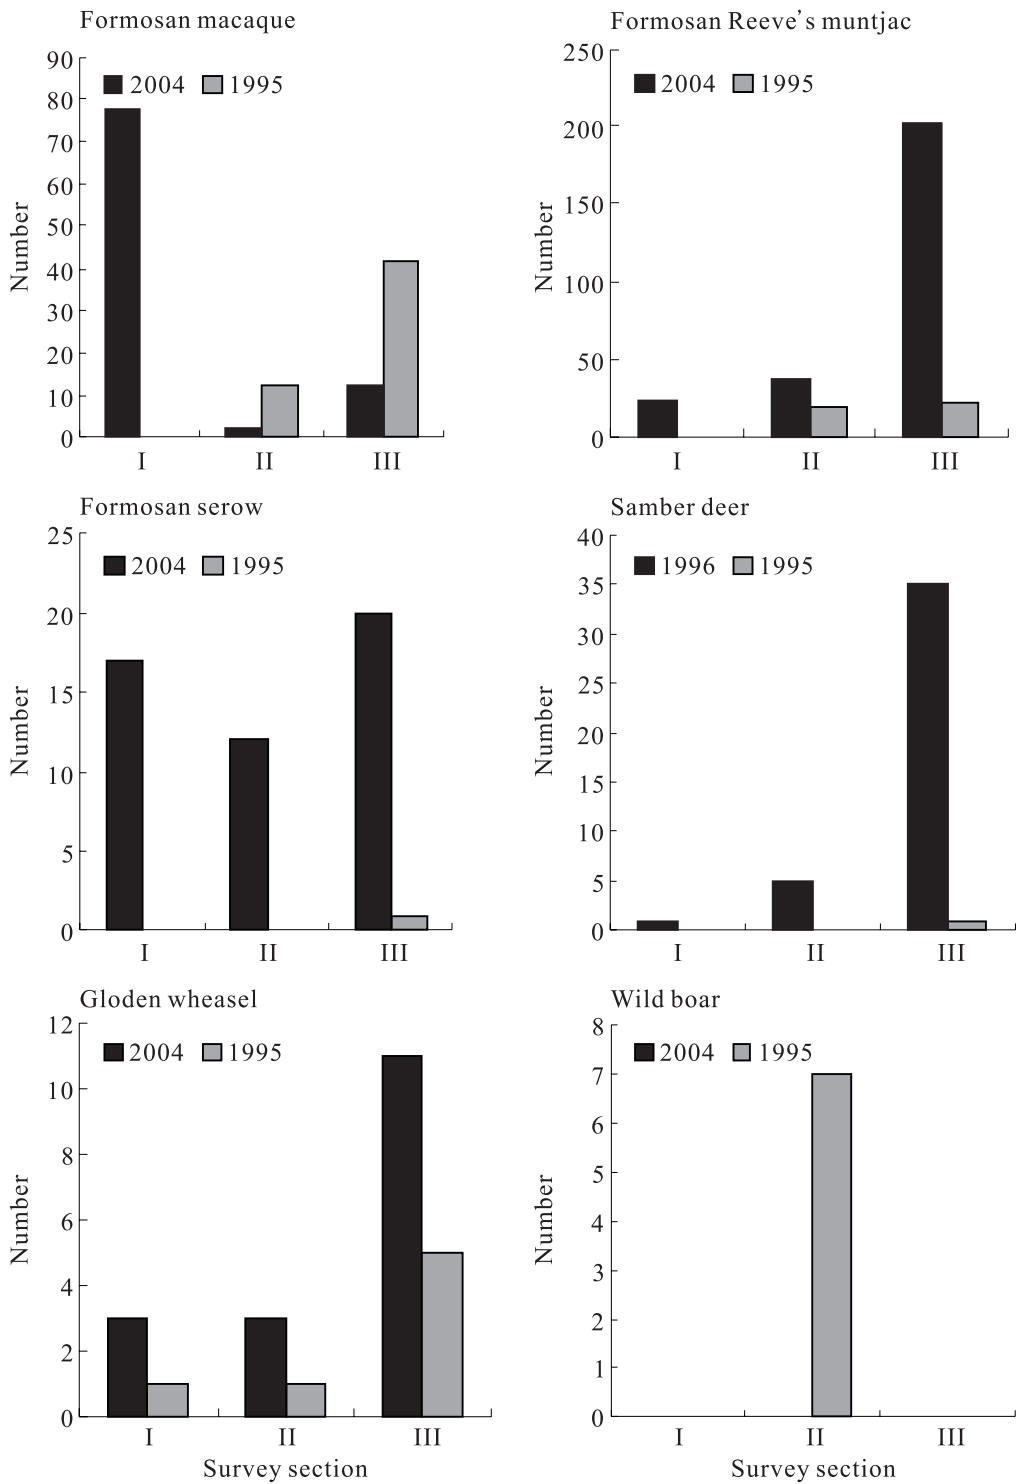 Formosan macaque
90
80
70
60
50
40
30
20
10
0
Number
2004 1995
I II III
Formosan Reeve's muntjac
250
200
150
100
50
0
Number
2004 1995
I II III
Formosan serow
25
20
15
10
5
0
Number
2004 1995
I II III
Samber deer
40
35
30
25
20
15
10
5
0
Number
1996 1995
I II III
Gloden wheasel
12
10
8
6
4
2
0
Number
2004 1995
I II III
Survey section
Wild boar
8
7
6
5
4
3
2
1
0
Number
2004 1995
I II III
Survey section